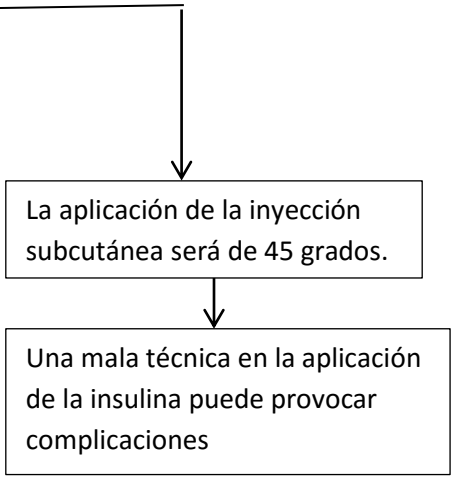 La aplicación de la inyección
subcutánea será de 45 grados.
Una mala técnica en la aplicación
de la insulina puede provocar
complicaciones